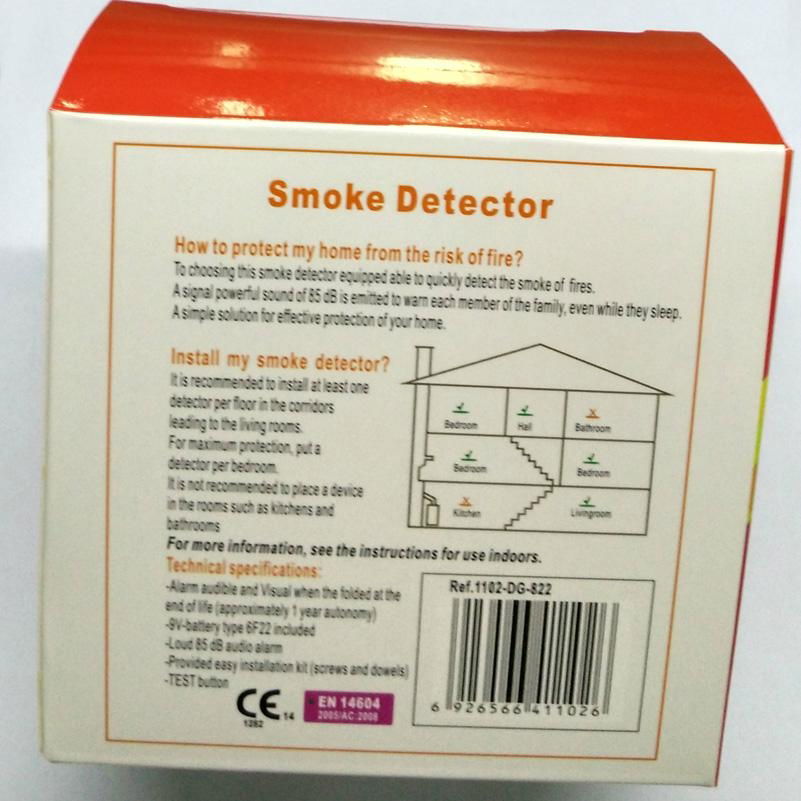 Smoke Detector
How to protect my home from the risk of fire?
To choosing this smoke detector equipped able to quickly detect the smoke of fires.
A signal powerful sound of 85 dB is emitted to warn each member of the family, even while they sleep.
A simple solution for effective protection of your home.
Install my smoke detector?
It is recommended to install at least one
detector per floor in the corridors
leading to the living rooms.
For maximum protection, put a
detector per bedroom.
It is not recommended to place a device
in the rooms such as kitchens and
bathrooms
Bedroom
Hall
Bathroom
Bedroom
Bedroom
Kitchen
Livingroom
For more information, see the instructions for use indoors.
Technical specifications:
-Alarm audible and Visual when the folded at the
end of life (approximately 1 year autonomy)
-9V-battery type 6F22 included
-Loud 85 dB audio alarm
-Provided easy installation kit (screws and dowels)
-TEST button
CE 14
1282
EN 14604
2005/AC:2008
Ref.1102-DG-822
6 926566 411026